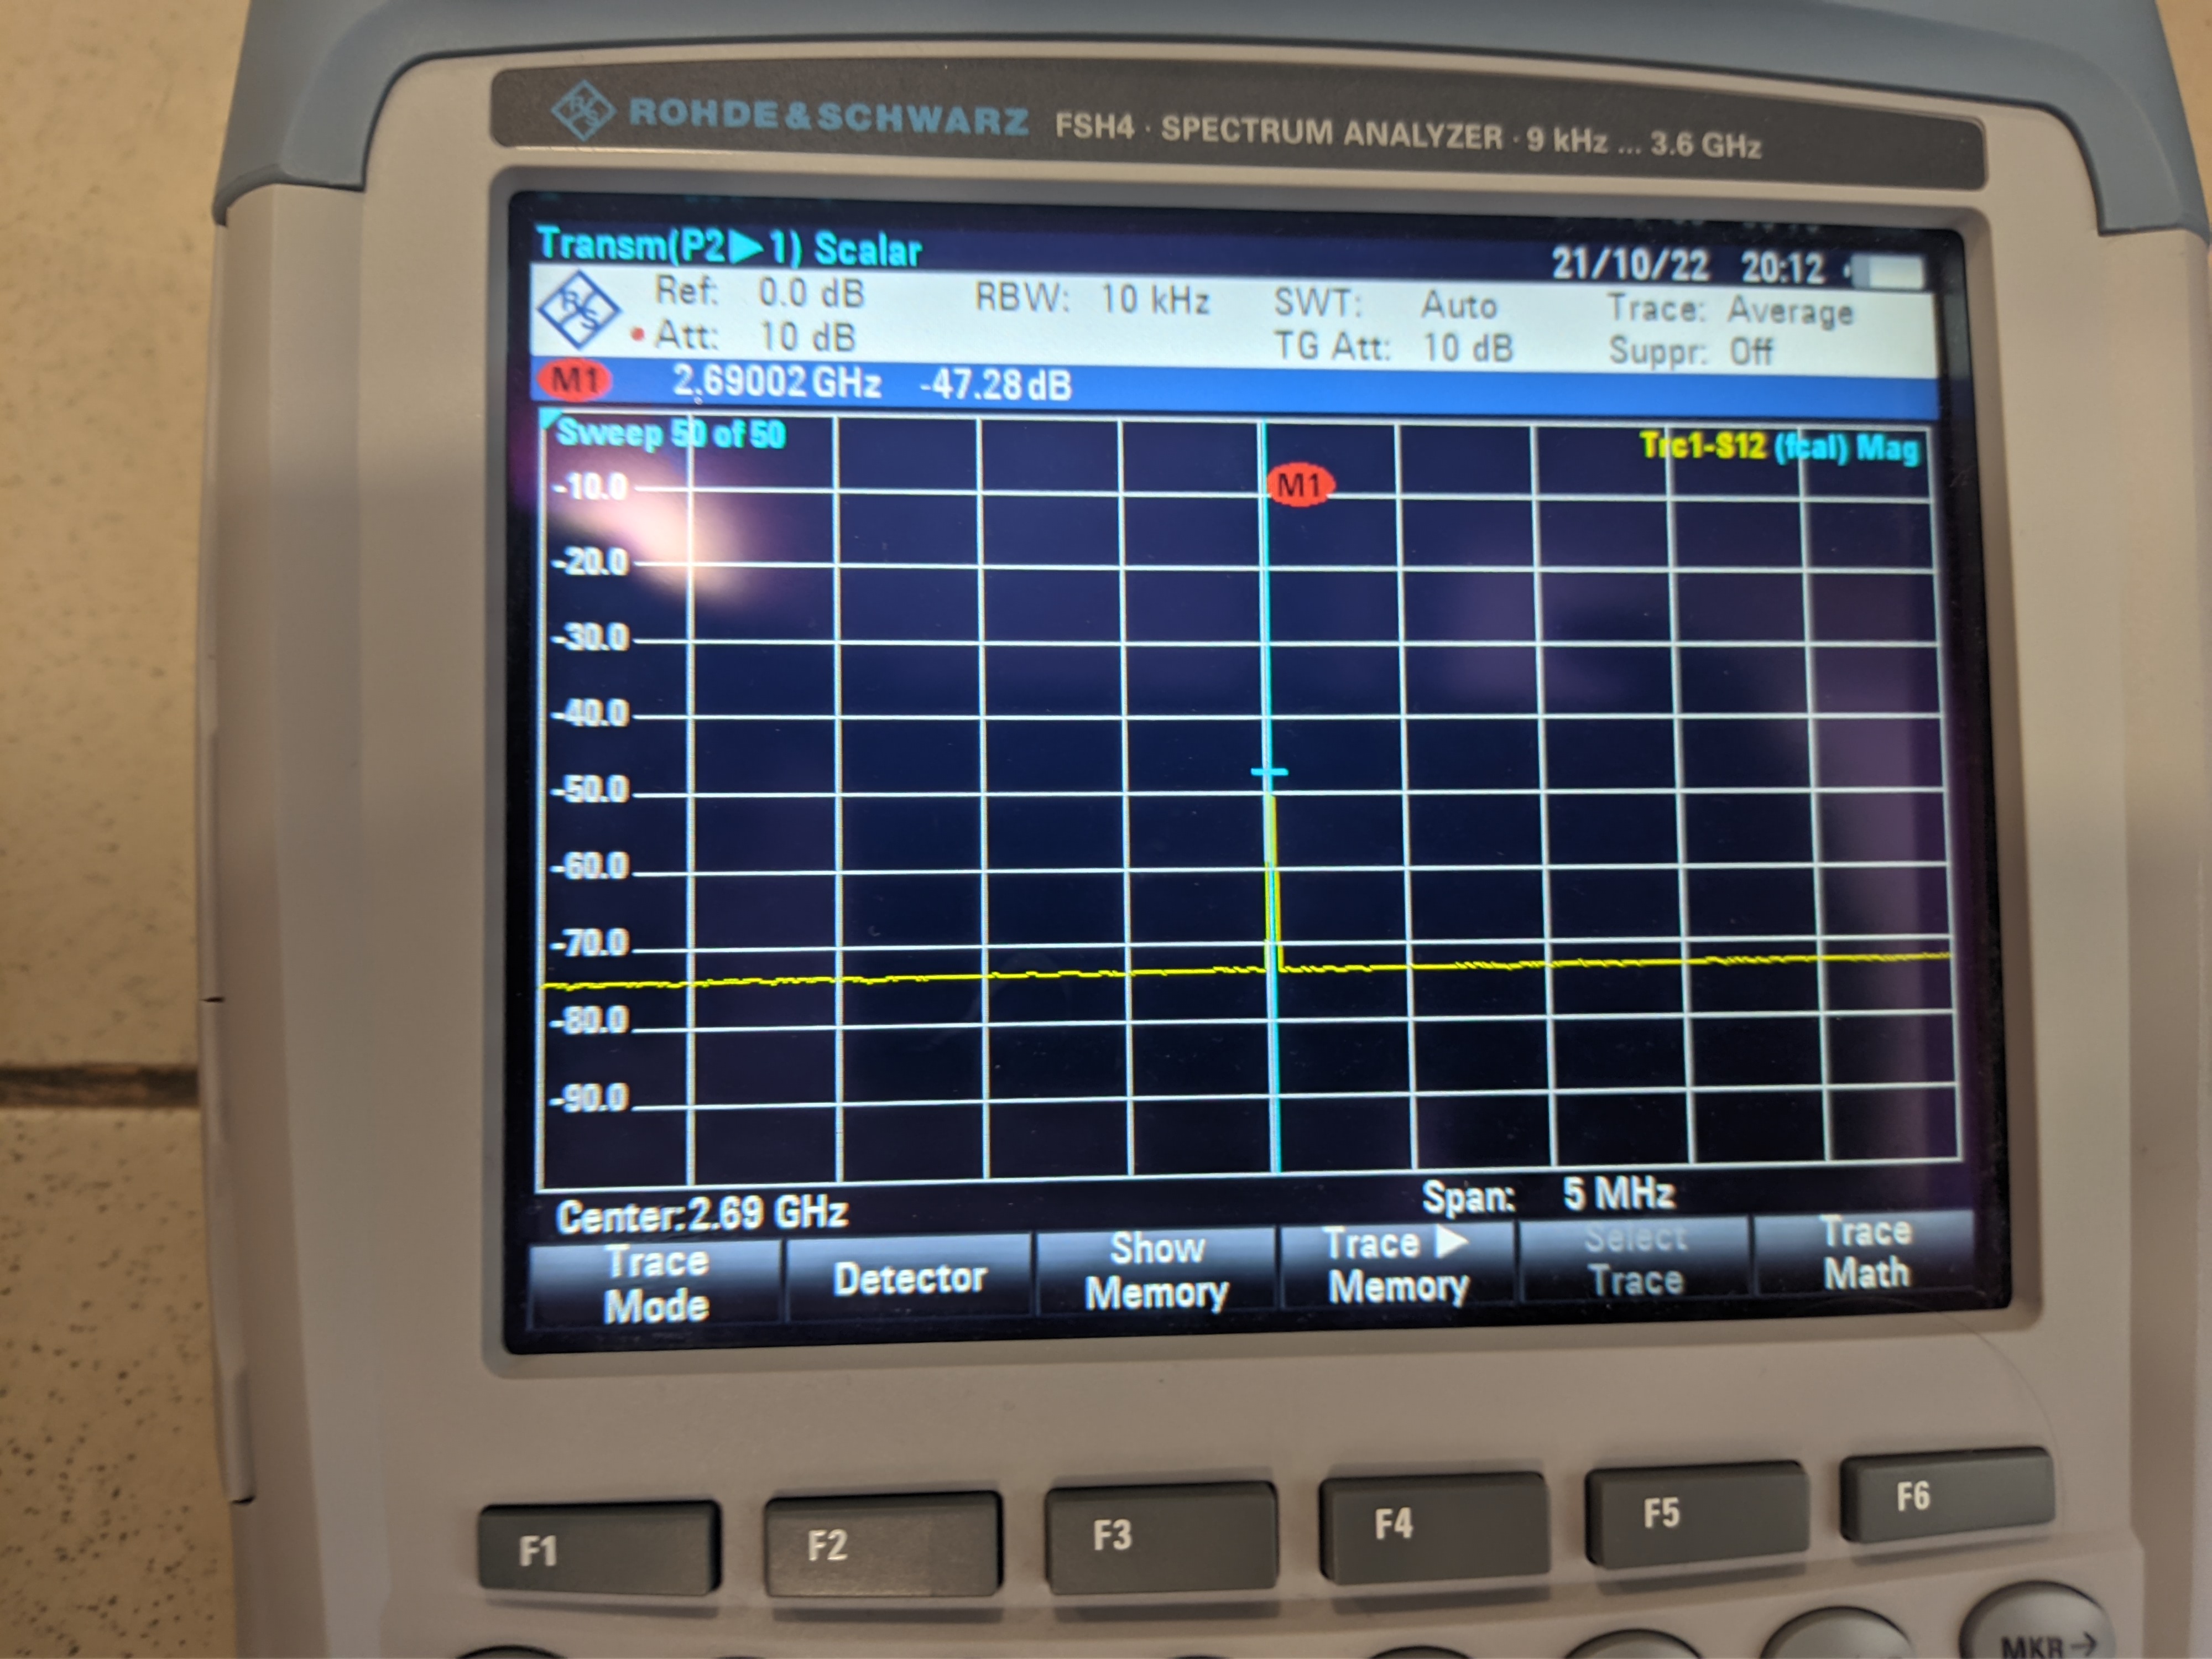 ROHDE&SCHWARZ FSH4 · SPECTRUM ANALYZER · 9 kHz ... 3.6 GHz
Transm(P2▶1) Scalar 21/10/22 20:12
Ref: 0.0 dB RBW: 10 kHz SWT: Auto Trace: Average
Att: 10 dB TG Att: 10 dB Suppr: Off
M1 2.69002 GHz -47.28 dB
Sweep 50 of 50 Trc1-S12 (fcal) Mag
M1
-10.0
-20.0
-30.0
-40.0
-50.0
-60.0
-70.0
-80.0
-90.0
Center:2.69 GHz Span: 5 MHz
Trace Mode
Detector
Show Memory
Trace ▶ Memory
Select Trace
Trace Math
F1 F2 F3 F4 F5 F6
MKR→